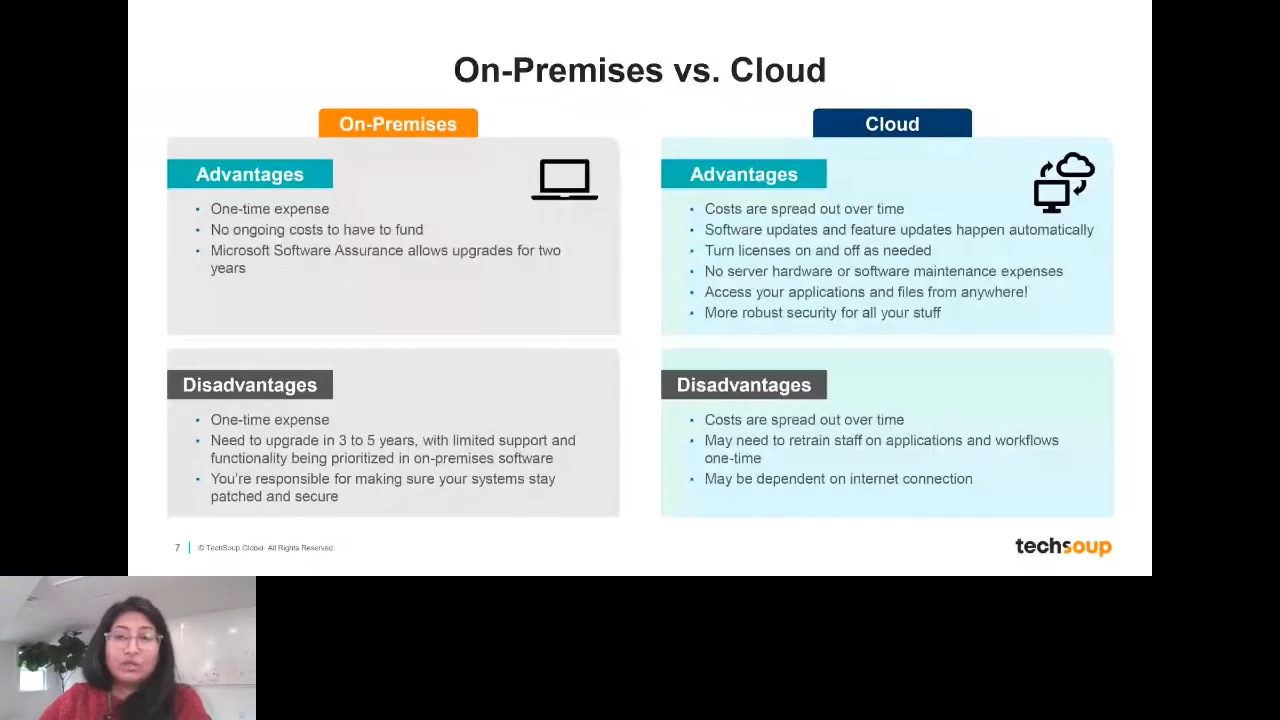 On-Premises vs. Cloud
On-Premises
Advantages
One-time expense
No ongoing costs to have to fund
Microsoft Software Assurance allows upgrades for two
years
Disadvantages
One-time expense
Need to upgrade in 3 to 5 years, with limited support and
functionality being prioritized in on-premises software
You're responsible for making sure your systems stay
patched and secure
Cloud
Advantages
Costs are spread out over time
Software updates and feature updates happen automatically
Turn licenses on and off as needed
No server hardware or software maintenance expenses
Access your applications and files from anywhere!
More robust security for all your stuff
Disadvantages
Costs are spread out over time
May need to retrain staff on applications and workflows
one-time
May be dependent on internet connection
7
© TechSoup Global. All Rights Reserved.
techsoup